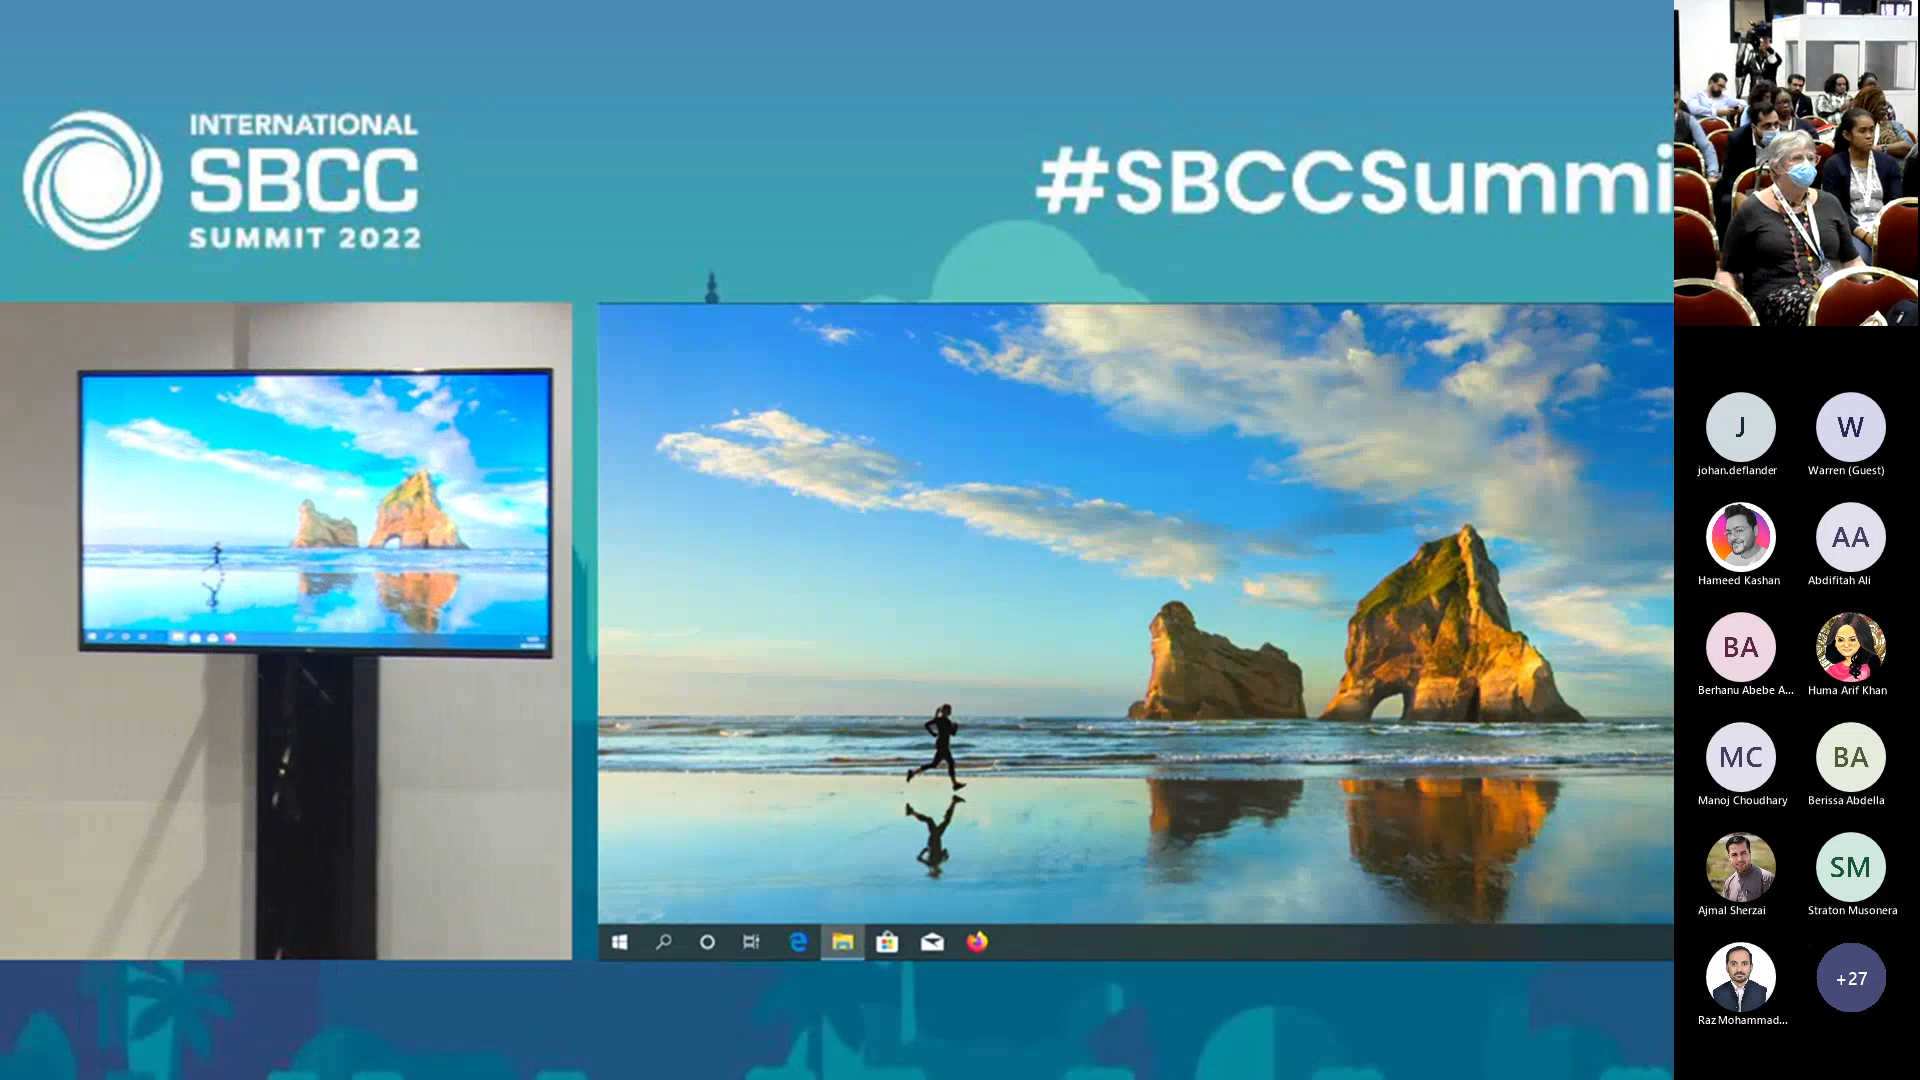 INTERNATIONAL
SBCC
SUMMIT 2022
#SBCCSummi
J
johan.deflander
W
Warren (Guest)
Hameed Kashan
AA
Abdifitah Ali
BA
Berhanu Abebe A...
Huma Arif Khan
MC
Manoj Choudhary
BA
Berissa Abdella
Ajmal Sherzai
SM
Straton Musonera
Raz Mohammad...
+27